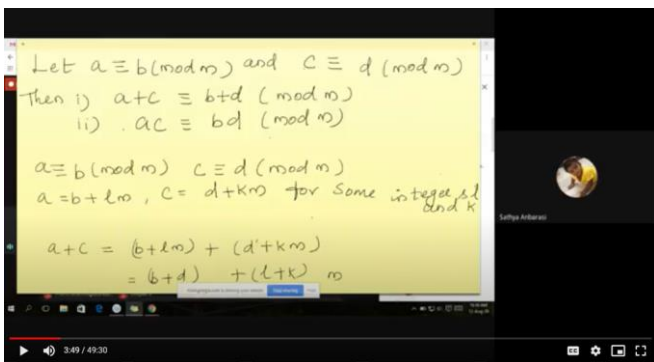 Let a ≡ b (mod m) and c ≡ d (mod m)
Then i) a+c ≡ b+d (mod m)
ii) . ac ≡ bd (mod m)
a ≡ b (mod m) c ≡ d (mod m)
a = b + lm, c = d + km for some integers l and k
a+c = (b+lm) + (d+km)
= (b+d) + (l+k) m
Sathya Anbarasi
3:49 / 49:30